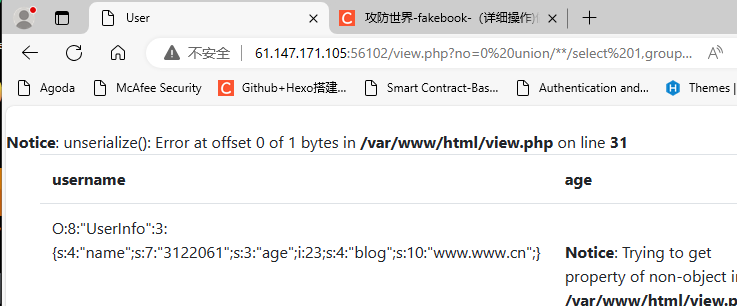 User
攻防世界-fakebook-（详细操作）
不安全
61.147.171.105:56102/view.php?no=0%20union/**/select%201,group...
Agoda
McAfee Security
Github+Hexo搭建...
Smart Contract-Bas...
Authentication and...
Themes |
Notice: unserialize(): Error at offset 0 of 1 bytes in /var/www/html/view.php on line 31
username
age
O:8:"UserInfo":3:
{s:4:"name";s:7:"3122061";s:3:"age";i:23;s:4:"blog";s:10:"www.www.cn";}
Notice: Trying to get
property of non-object
/var/www/html/view.p